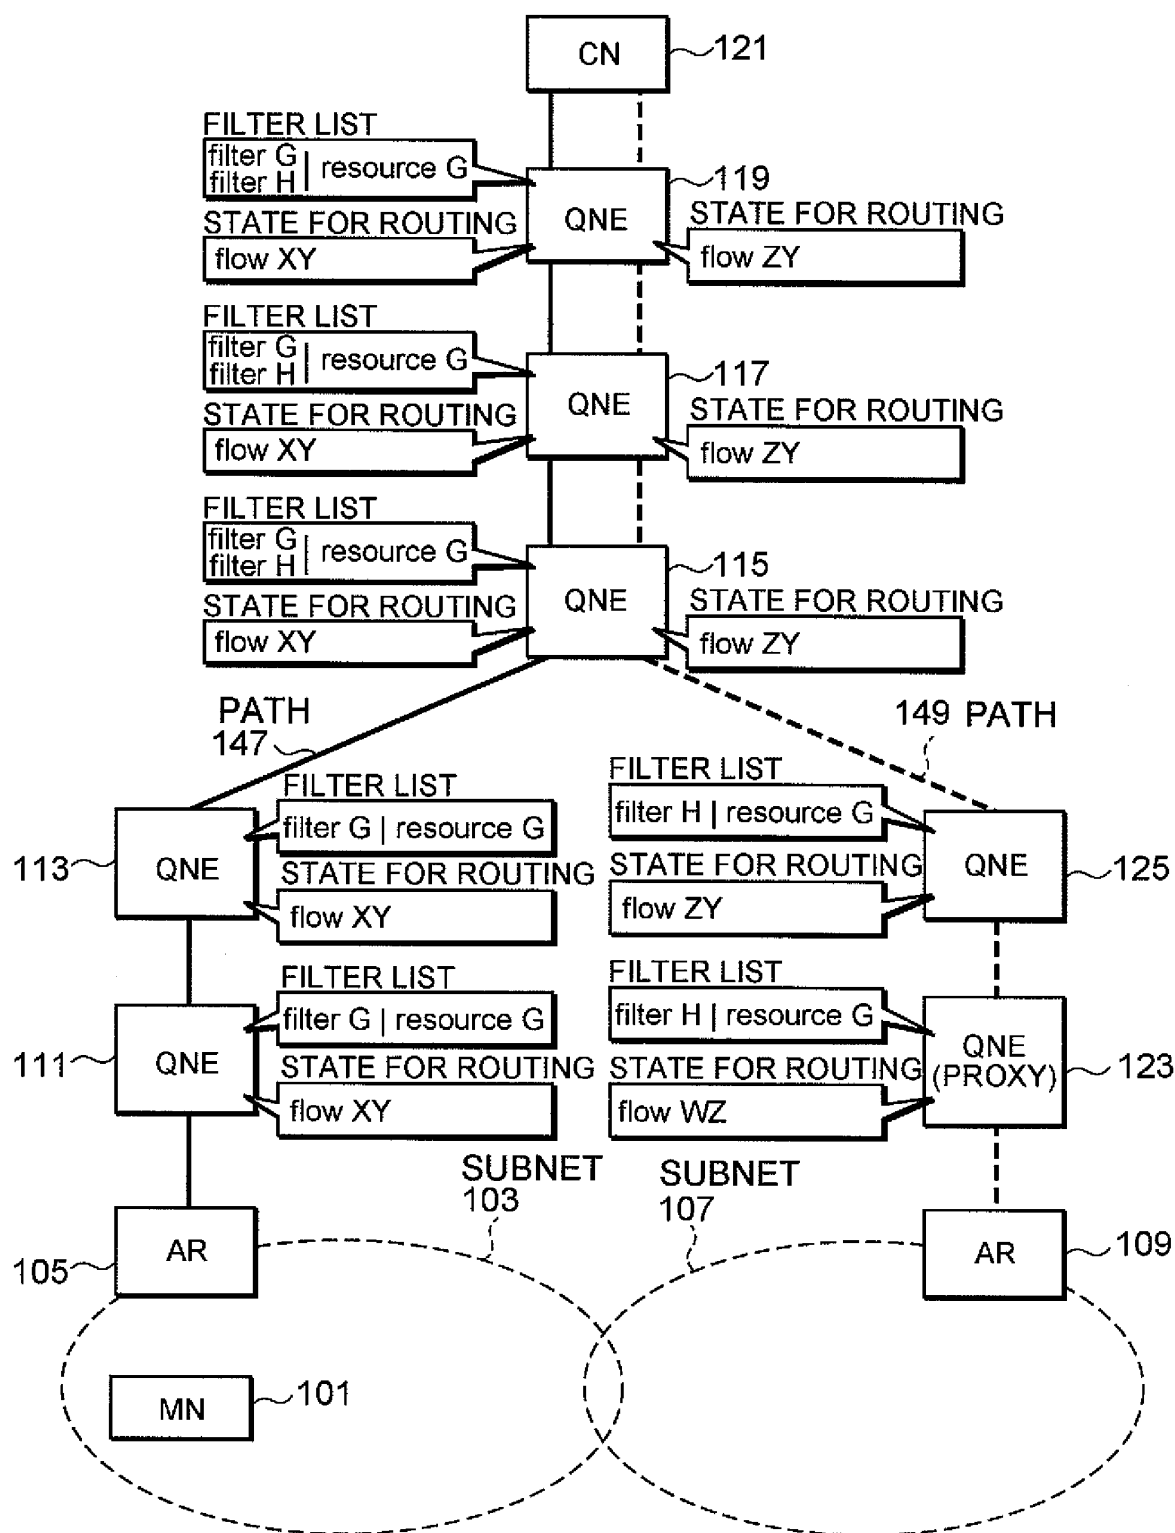 CN
121
FILTER LIST
filter G
filter H | resource G
119
STATE FOR ROUTING
flow XY
QNE
STATE FOR ROUTING
flow ZY
FILTER LIST
filter G
filter H | resource G
117
STATE FOR ROUTING
flow XY
QNE
STATE FOR ROUTING
flow ZY
FILTER LIST
filter G
filter H | resource G
115
STATE FOR ROUTING
flow XY
QNE
STATE FOR ROUTING
flow ZY
PATH
147
149 PATH
FILTER LIST
filter G | resource G
113
QNE
STATE FOR ROUTING
flow XY
FILTER LIST
filter H | resource G
QNE
125
STATE FOR ROUTING
flow ZY
FILTER LIST
filter G | resource G
111
QNE
STATE FOR ROUTING
flow XY
FILTER LIST
filter H | resource G
QNE
(PROXY)
123
STATE FOR ROUTING
flow WZ
SUBNET
103
SUBNET
107
AR
105
AR
109
MN
101